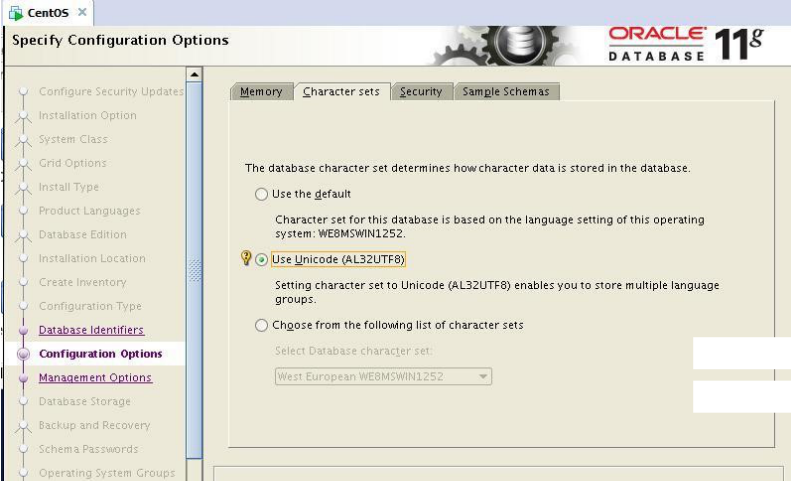 CentOS
Specify Configuration Options
ORACLE
DATABASE 11g
Configure Security Updates
Installation Option
System Class
Grid Options
Install Type
Product Languages
Database Edition
Installation Location
Create Inventory
Configuration Type
Database Identifiers
Configuration Options
Management Options
Database Storage
Backup and Recovery
Schema Passwords
Operating System Groups
Memory Character sets Security Sample Schemas
The database character set determines how character data is stored in the database.
Use the default
Character set for this database is based on the language setting of this operating
system: WE8MSWIN1252.
Use Unicode (AL32UTF8)
Setting character set to Unicode (AL32UTF8) enables you to store multiple language
groups.
Choose from the following list of character sets
Select Database character set:
West European WE8MSWIN1252